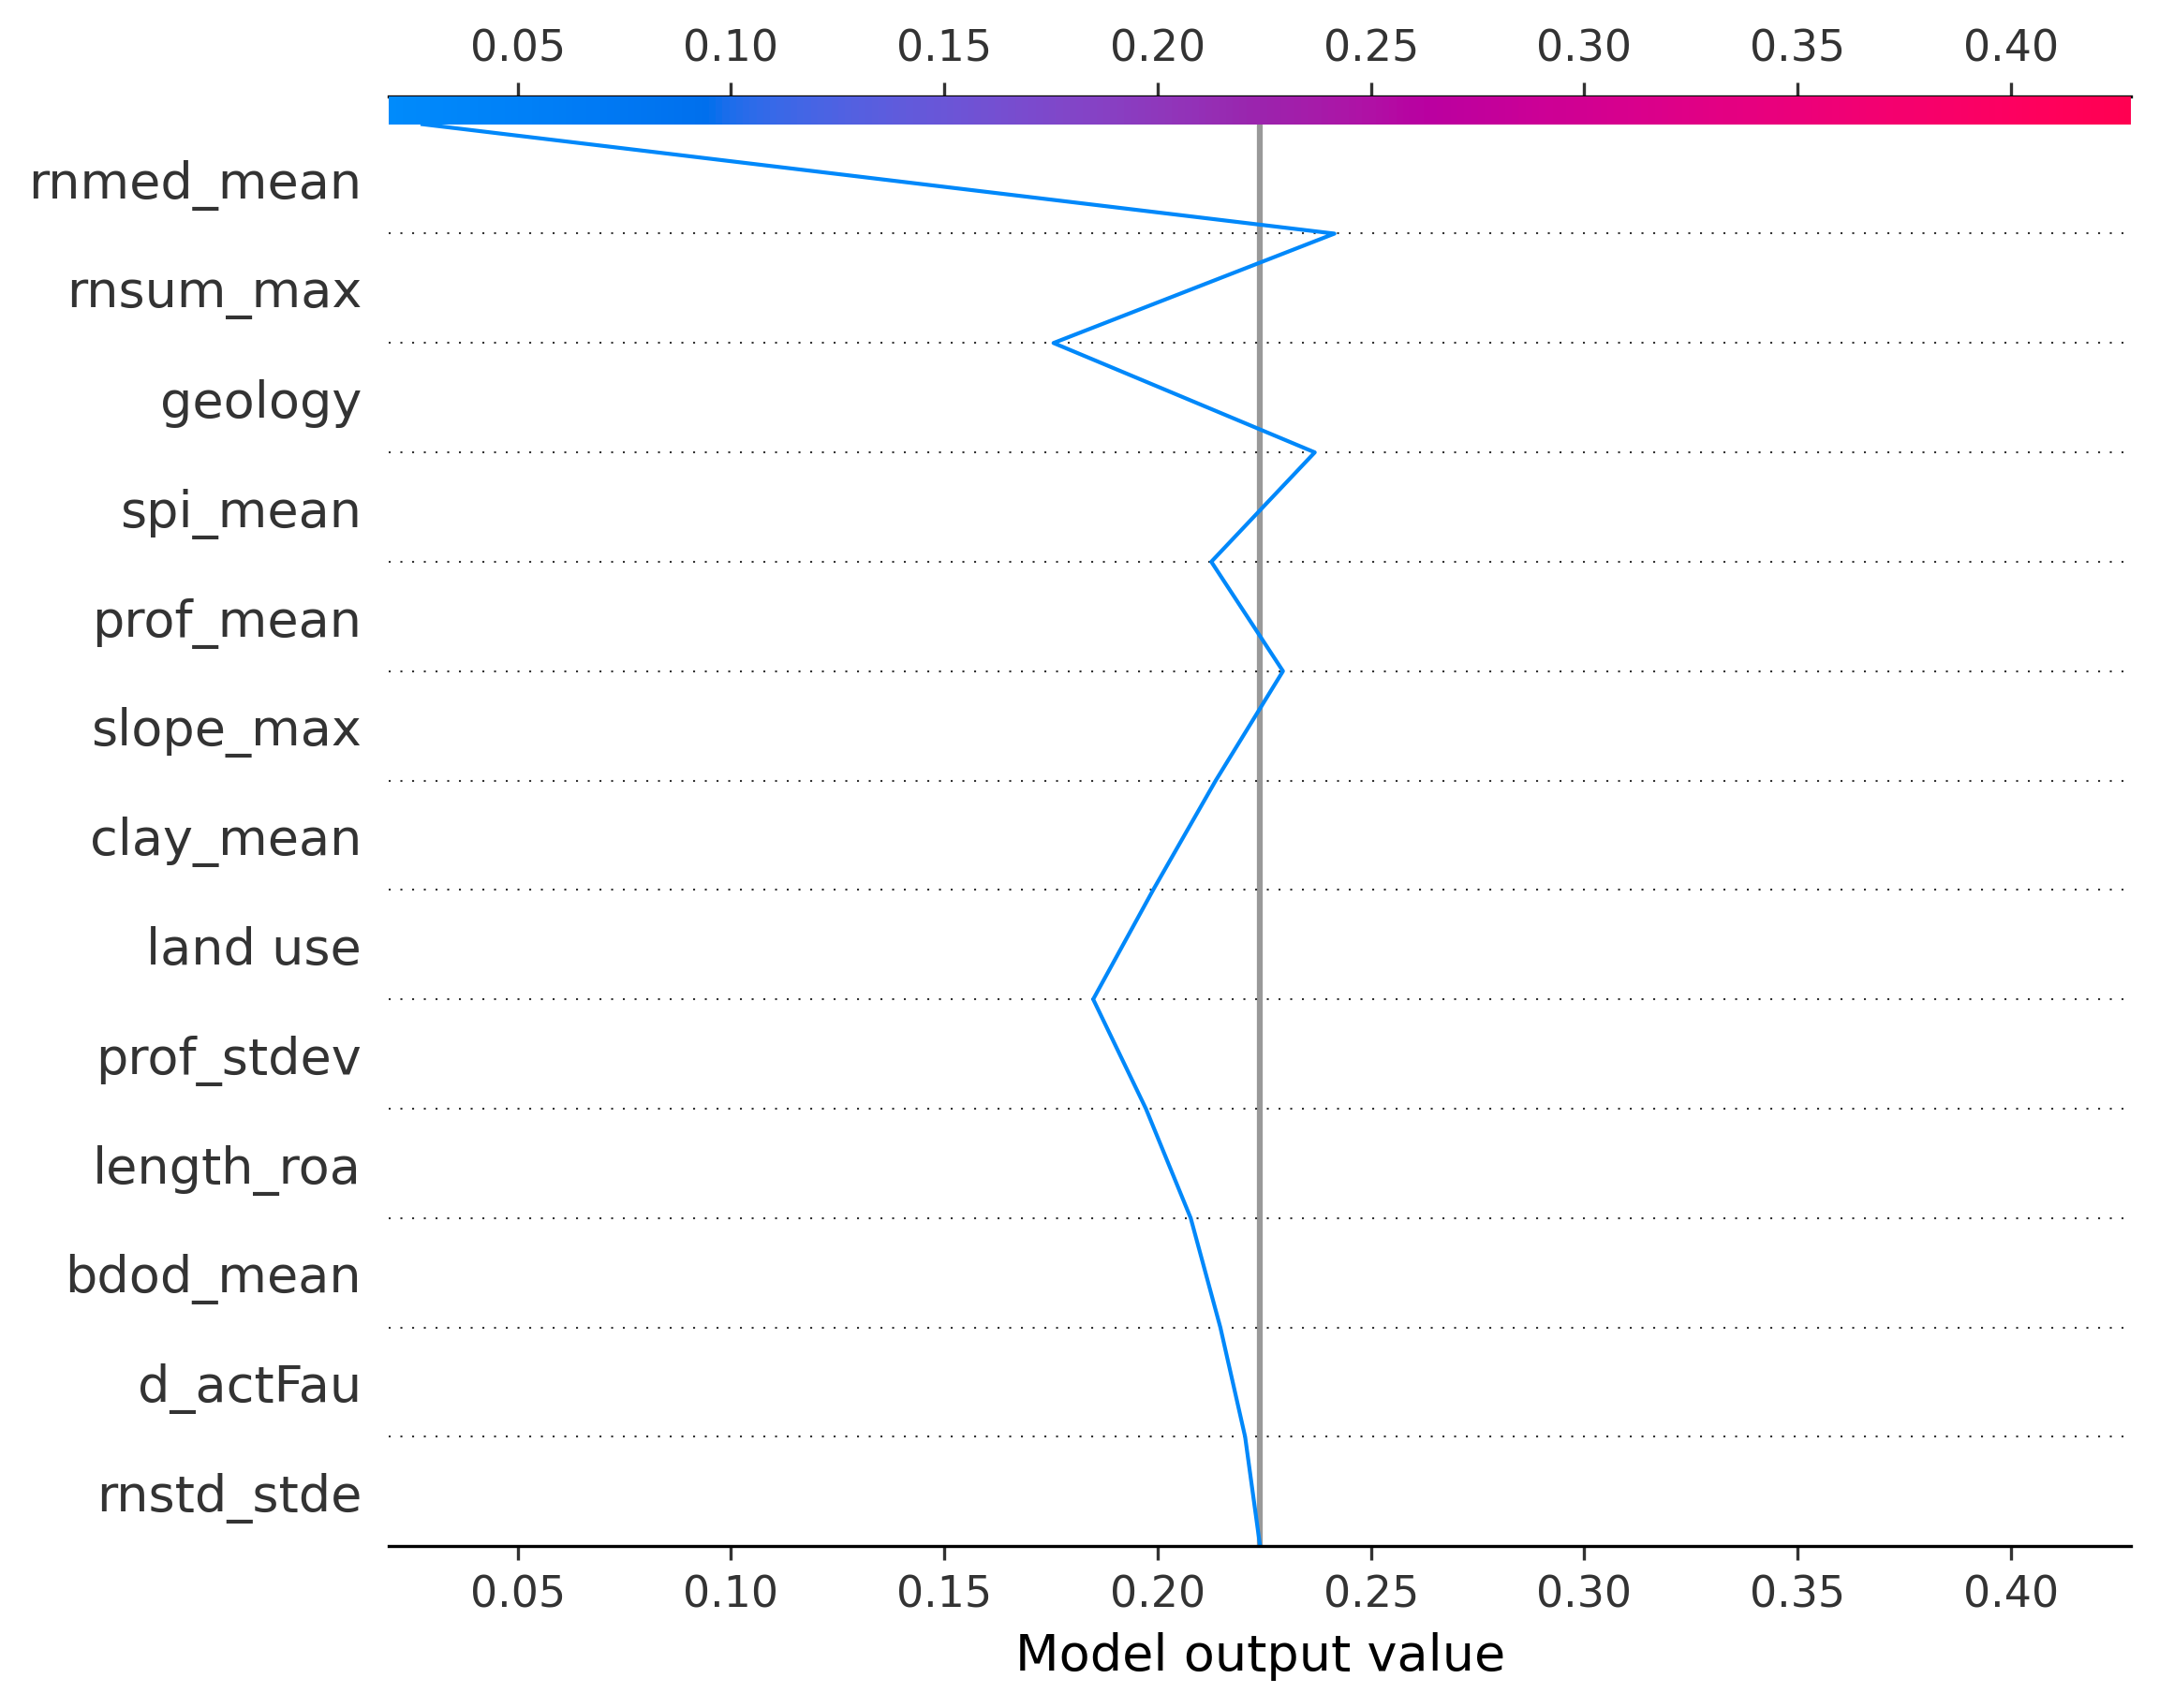 0.05 0.10 0.15 0.20 0.25 0.30 0.35 0.40
rnmed_mean
rnsum_max
geology
spi_mean
prof_mean
slope_max
clay_mean
land use
prof_stdev
length_roa
bdod_mean
d_actFau
rnstd_stde
0.05 0.10 0.15 0.20 0.25 0.30 0.35 0.40
Model output value